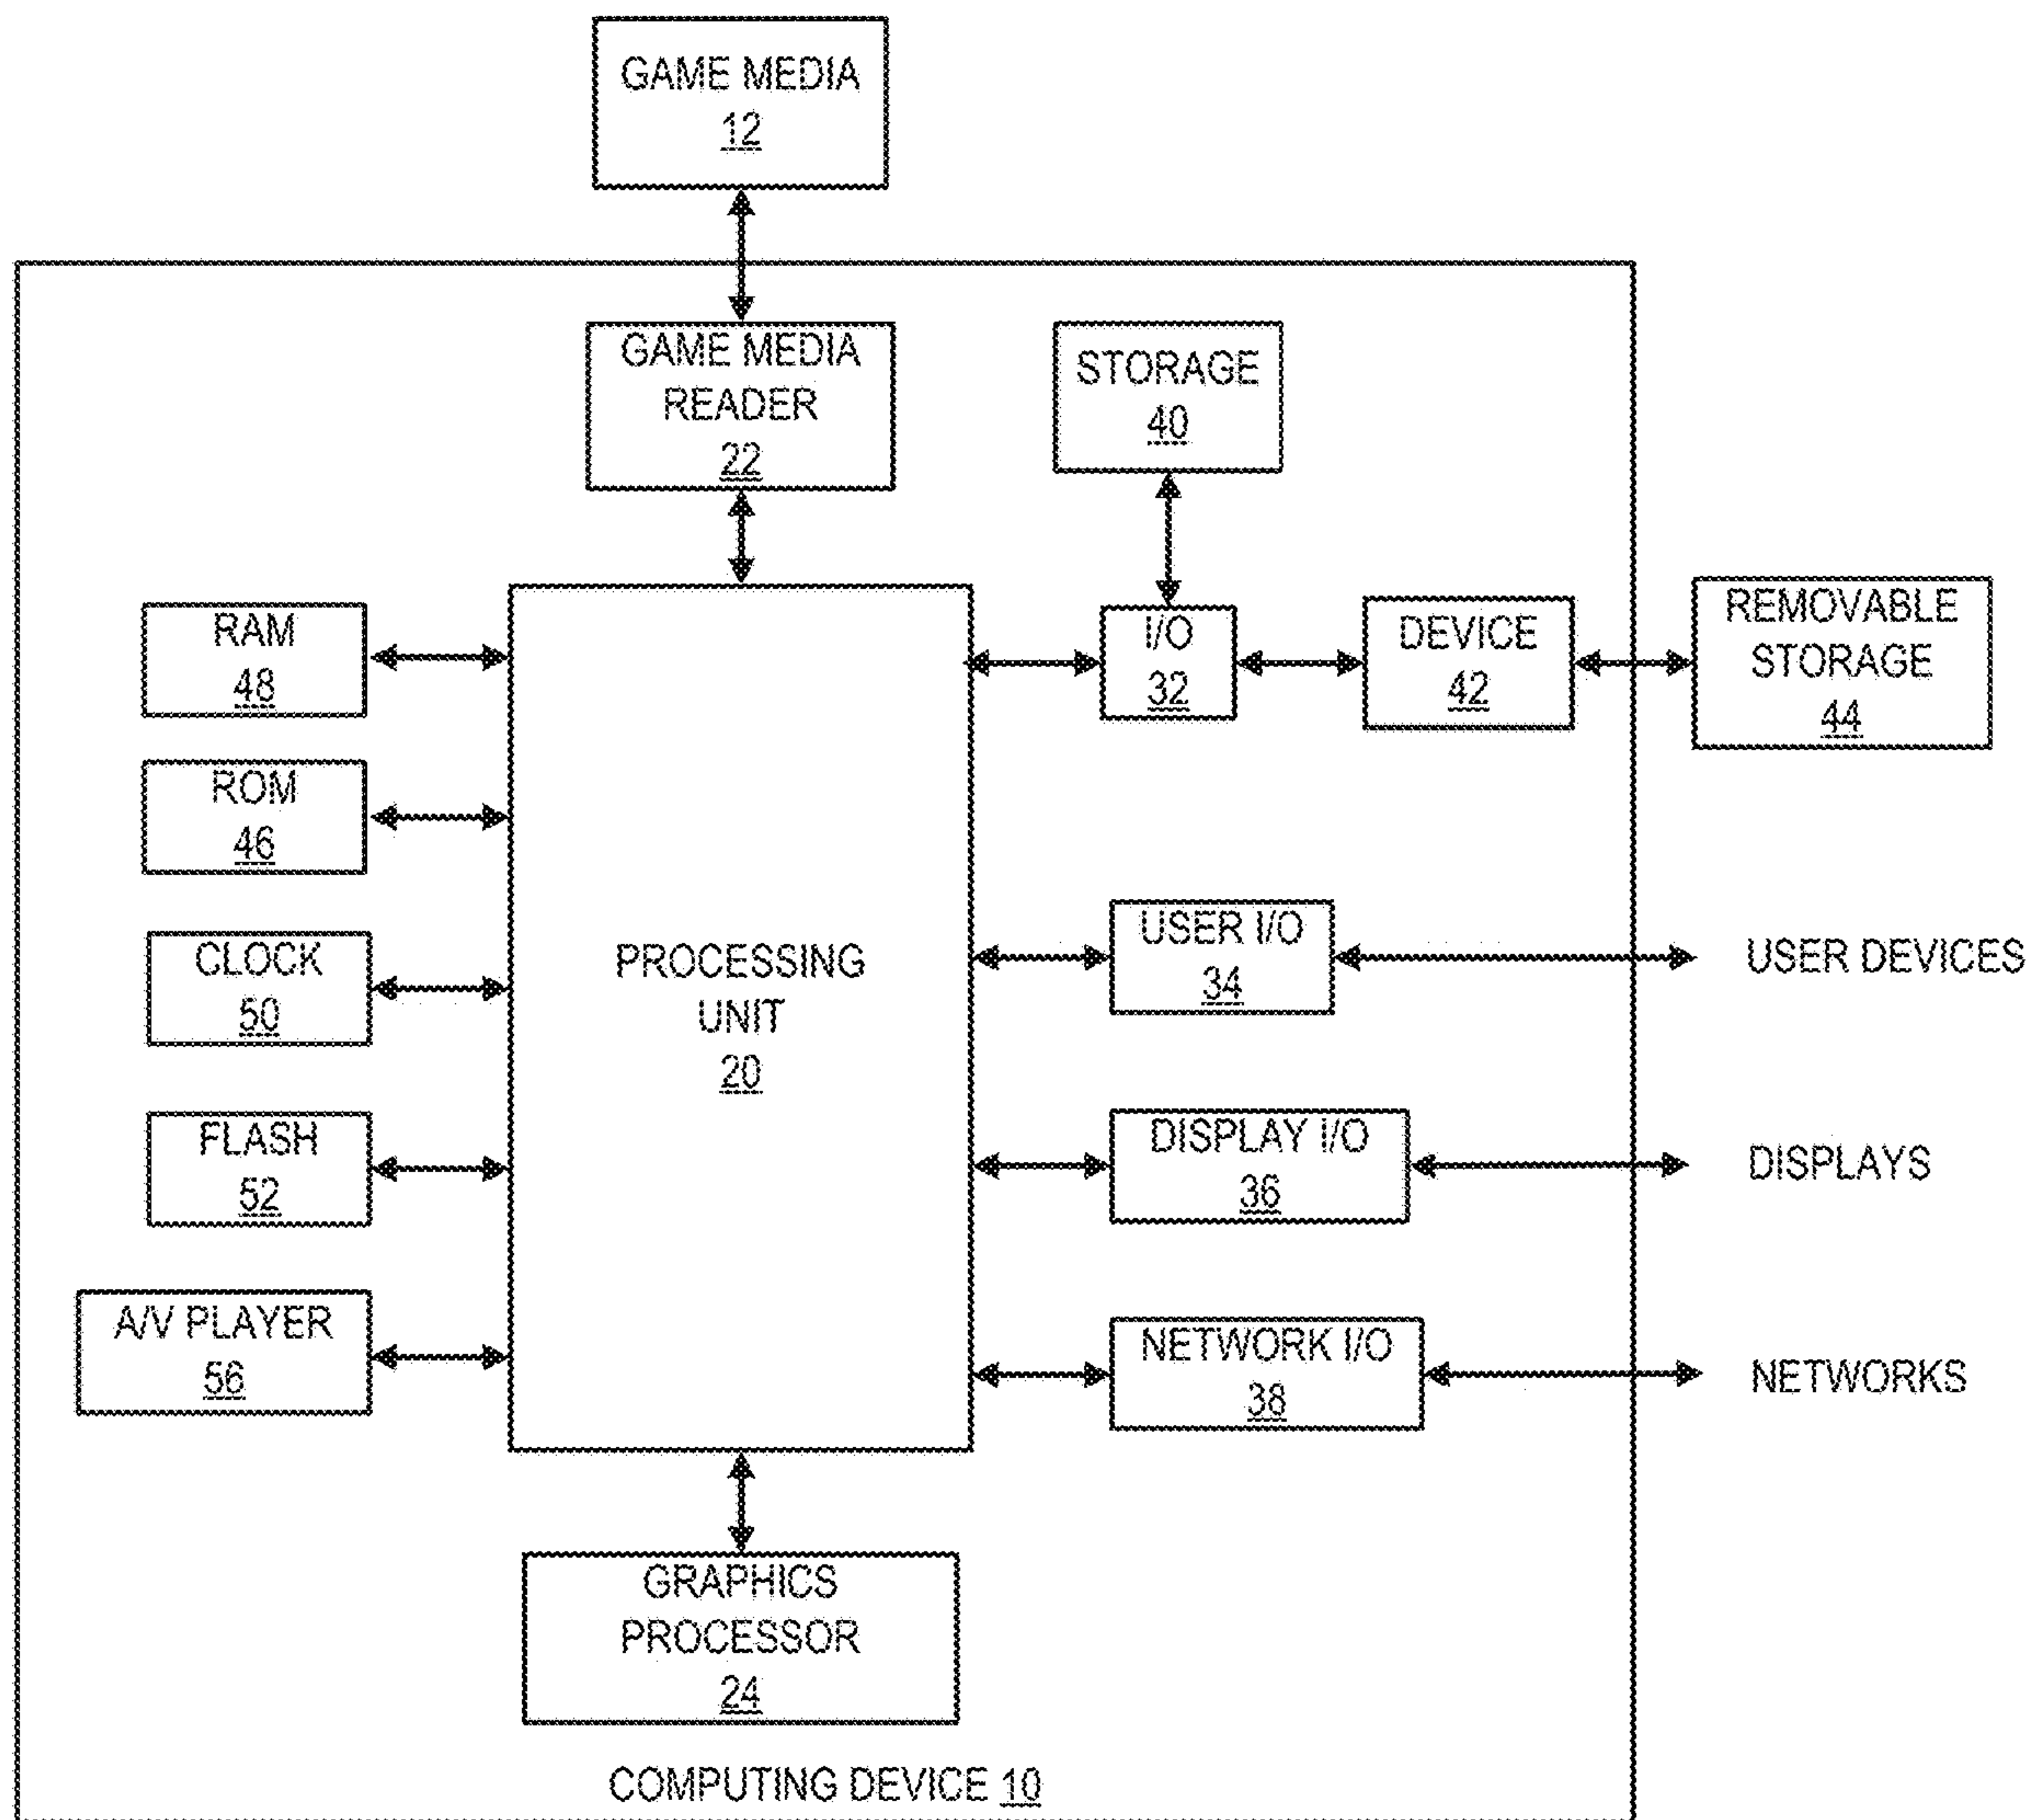 GAME MEDIA
12
GAME MEDIA
READER
22
STORAGE
40
RAM
48
I/O
32
DEVICE
42
REMOVABLE
STORAGE
44
ROM
46
CLOCK
50
PROCESSING
UNIT
20
USER I/O
34
USER DEVICES
FLASH
52
DISPLAY I/O
36
DISPLAYS
A/V PLAYER
56
NETWORK I/O
38
NETWORKS
GRAPHICS
PROCESSOR
24
COMPUTING DEVICE 10